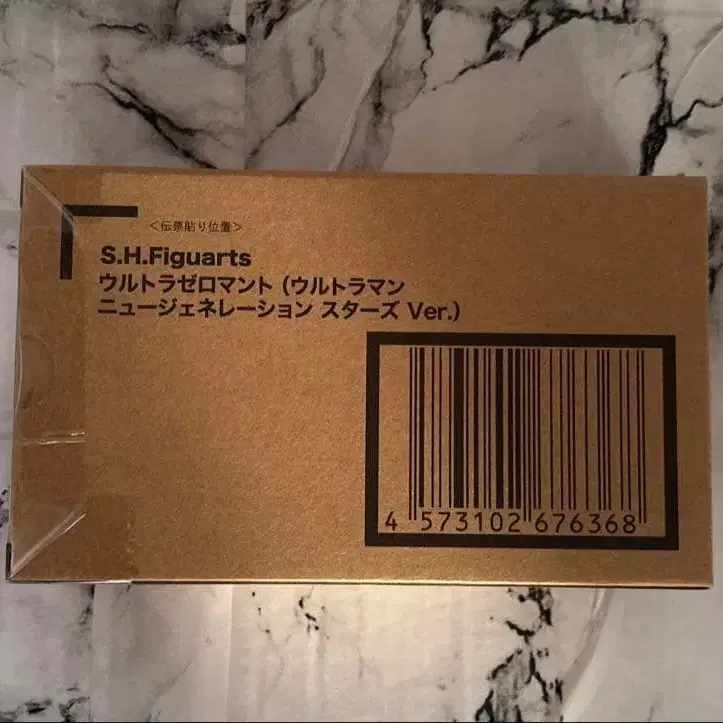 ＜伝票貼り位置＞
S.H.Figuarts
ウルトラゼロマント（ウルトラマン
ニュージェネレーション スターズ Ver.）
4 573102 676368